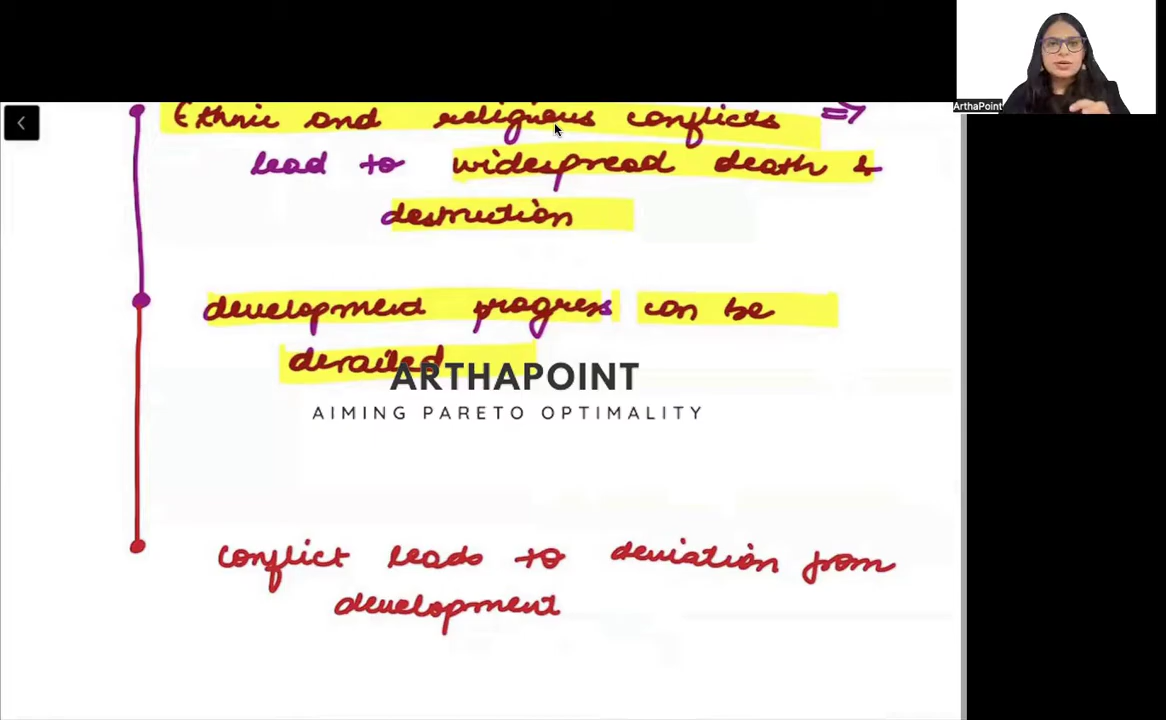 ArthaPoint
Ethnic and religious conflicts =>
lead to widespread death &
destruction
development progress can be
derailed
ARTHAPOINT
AIMING PARETO OPTIMALITY
conflict leads to deviation from
development